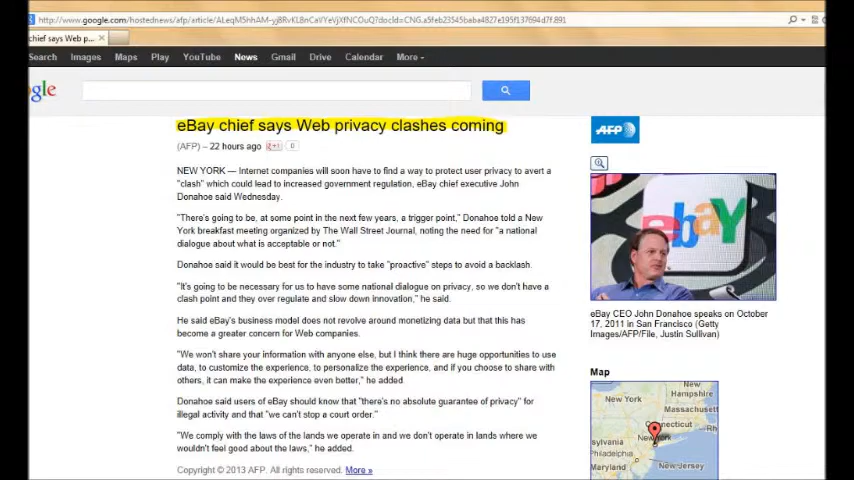 http://www.google.com/hostednews/afp/article/
chief says Web p... ×
Search Images Maps Play YouTube News Gmail Drive Calendar More
gle
eBay chief says Web privacy clashes coming
(AFP) – 22 hours ago +1 0
NEW YORK — Internet companies will soon have to find a way to protect user privacy to avert a
"clash" which could lead to increased government regulation, eBay chief executive John
Donahoe said Wednesday.
"There's going to be, at some point in the next few years, a trigger point," Donahoe told a New
York breakfast meeting organized by The Wall Street Journal, noting the need for "a national
dialogue about what is acceptable or not."
Donahoe said it would be best for the industry to take "proactive" steps to avoid a backlash.
"It's going to be necessary for us to have some national dialogue on privacy, so we don't have a
clash point and they over regulate and slow down innovation," he said.
He said eBay's business model does not revolve around monetizing data but that this has
become a greater concern for Web companies.
"We won't share your information with anyone else, but I think there are huge opportunities to use
data, to customize the experience, to personalize the experience, and if you choose to share with
others, it can make the experience even better," he added
Donahoe said users of eBay should know that "there's no absolute guarantee of privacy" for
illegal activity and that "we can't stop a court order."
"We comply with the laws of the lands we operate in and we don't operate in lands where we
wouldn't feel good about the laws," he added.
Copyright © 2013 AFP. All rights reserved. More »
AFP
ebaY
eBay CEO John Donahoe speaks on October
17, 2011 in San Francisco (Getty
Images/AFP/File, Justin Sullivan)
Map
New
Hampshire
New York
Massachusett
onnecticut
Rh
New York
sylvania
Philadelphia
Maryland
New-Jersey